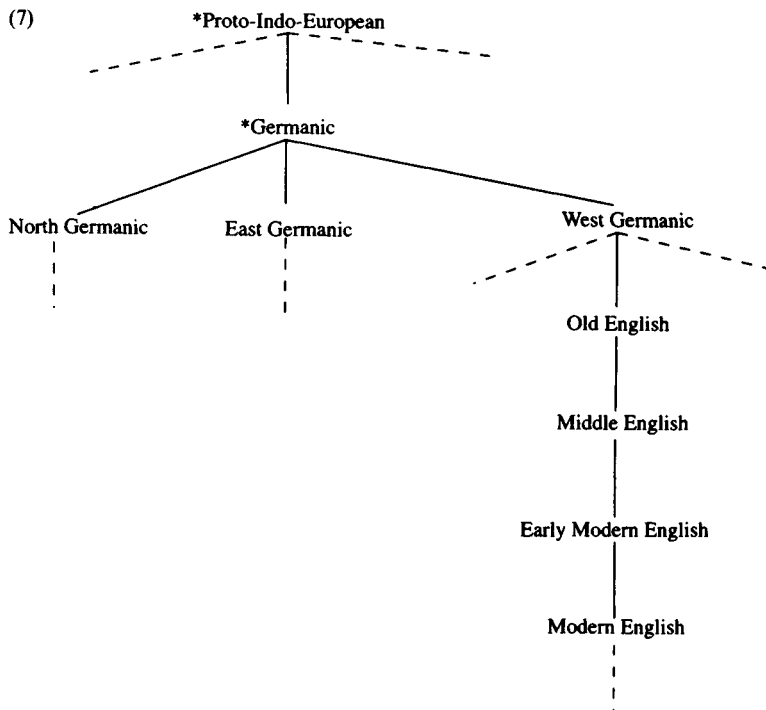 (7)
*Proto-Indo-European
*Germanic
North Germanic
East Germanic
West Germanic
Old English
Middle English
Early Modern English
Modern English